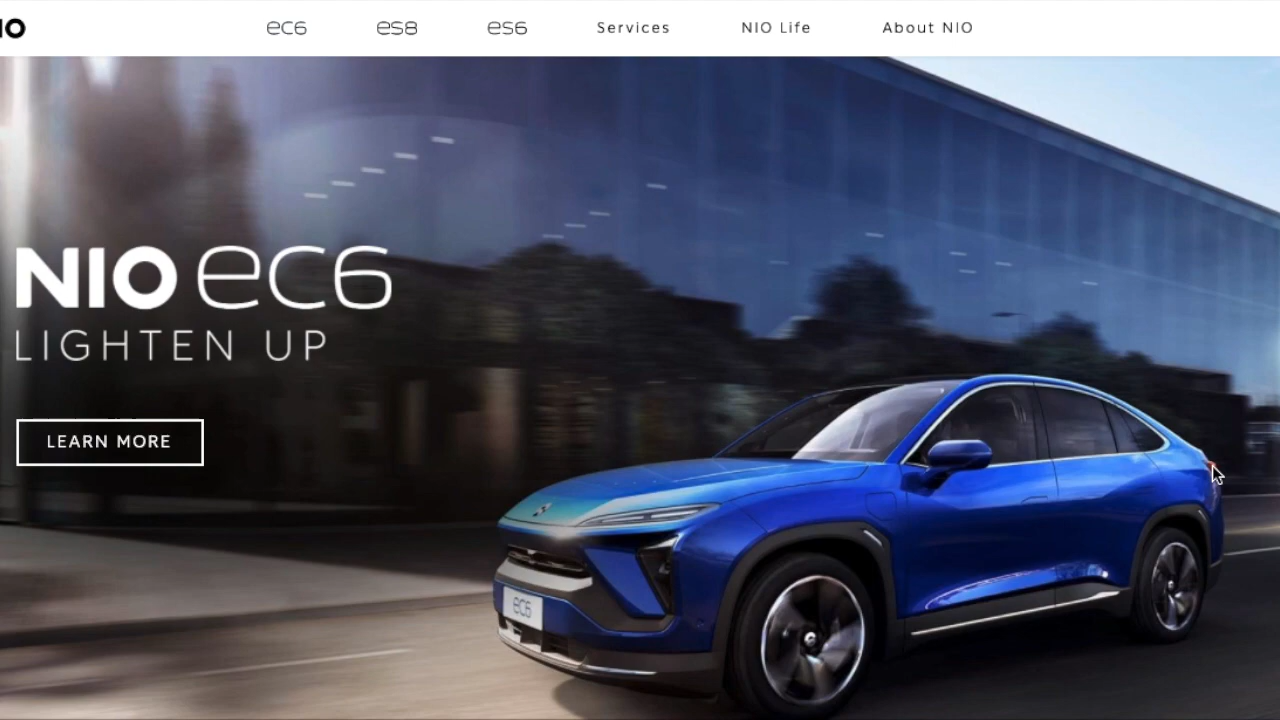 IO EC6 ES8 ES6 Services NIO Life About NIO
NIO EC6
LIGHTEN UP
LEARN MORE
EC6